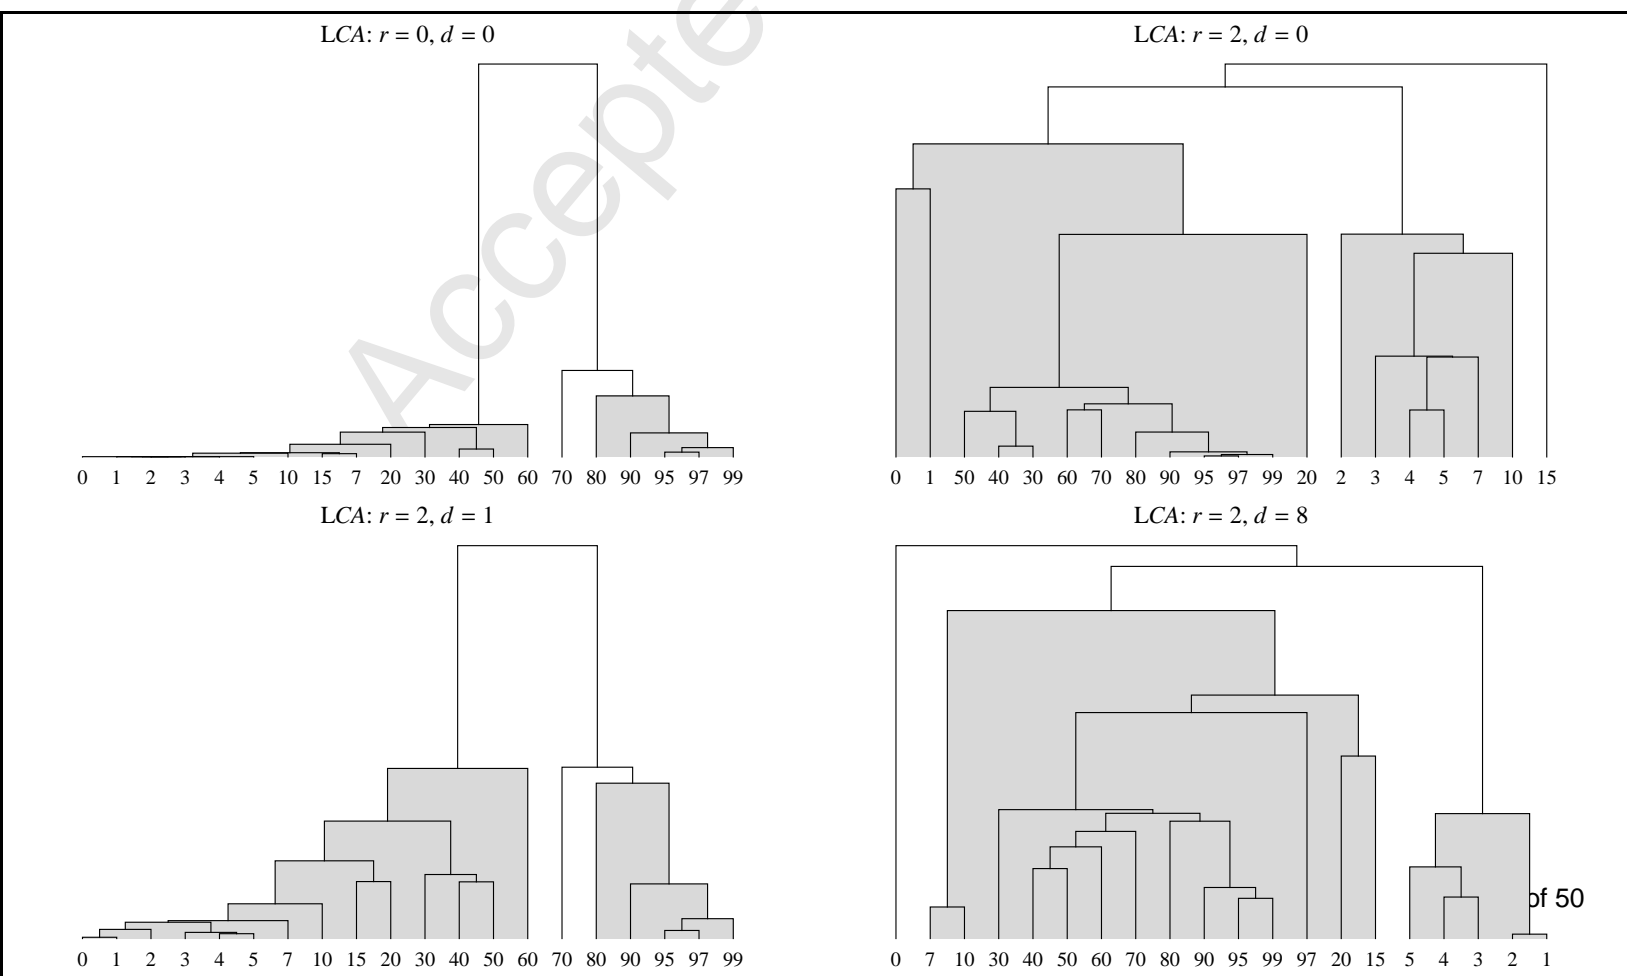 LCA: r = 0, d = 0
LCA: r = 2, d = 0
Accepte
0 1 2 3 4 5 10 15 7 20 30 40 50 60 70 80 90 95 97 99
0 1 50 40 30 60 70 80 90 95 97 99 20 2 3 4 5 7 10 15
LCA: r = 2, d = 1
LCA: r = 2, d = 8
of 50
0 1 2 3 4 5 7 10 15 20 30 40 50 60 70 80 90 95 97 99
0 7 10 30 40 50 60 70 80 90 95 99 97 20 15 5 4 3 2 1